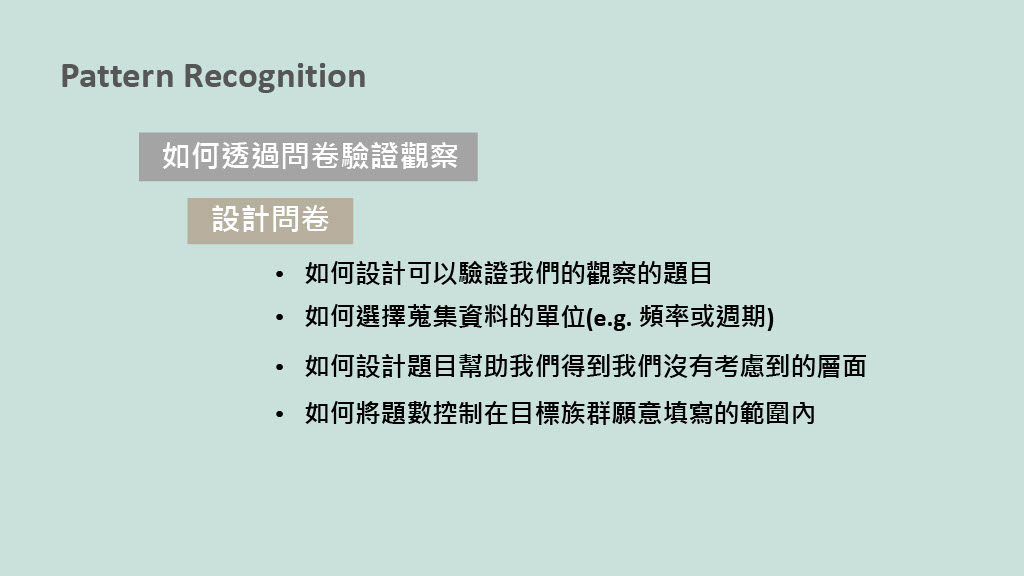 Pattern Recognition
如何透過問卷驗證觀察
設計問卷
• 如何設計可以驗證我們的觀察的題目
• 如何選擇蒐集資料的單位(e.g. 頻率或週期)
• 如何設計題目幫助我們得到我們沒有考慮到的層面
• 如何將題數控制在目標族群願意填寫的範圍內